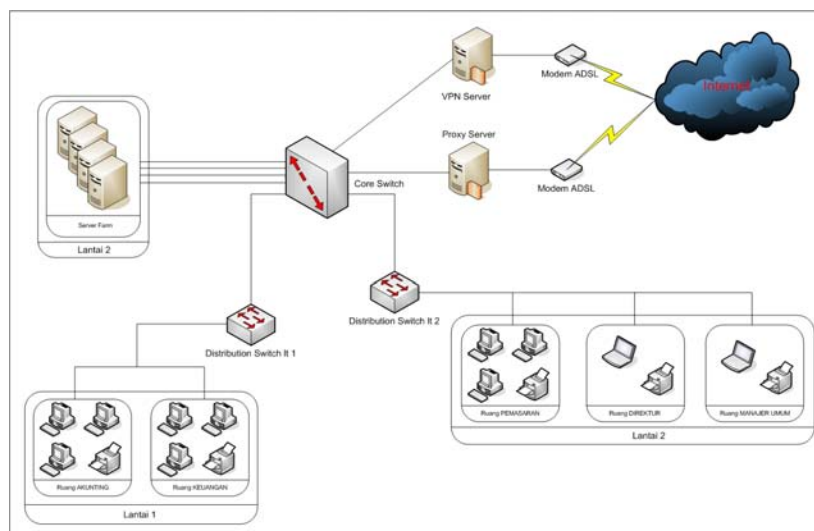 Internet
Modem ADSL
VPN Server
Proxy Server
Modem ADSL
Core Switch
Server Farm
Lantai 2
Distribution Switch lt 1
Distribution Switch lt 2
Ruang PEMASARAN
Ruang DIREKTUR
Ruang MANAJER UMUM
Lantai 2
Ruang AKUNTING
Ruang KEUANGAN
Lantai 1